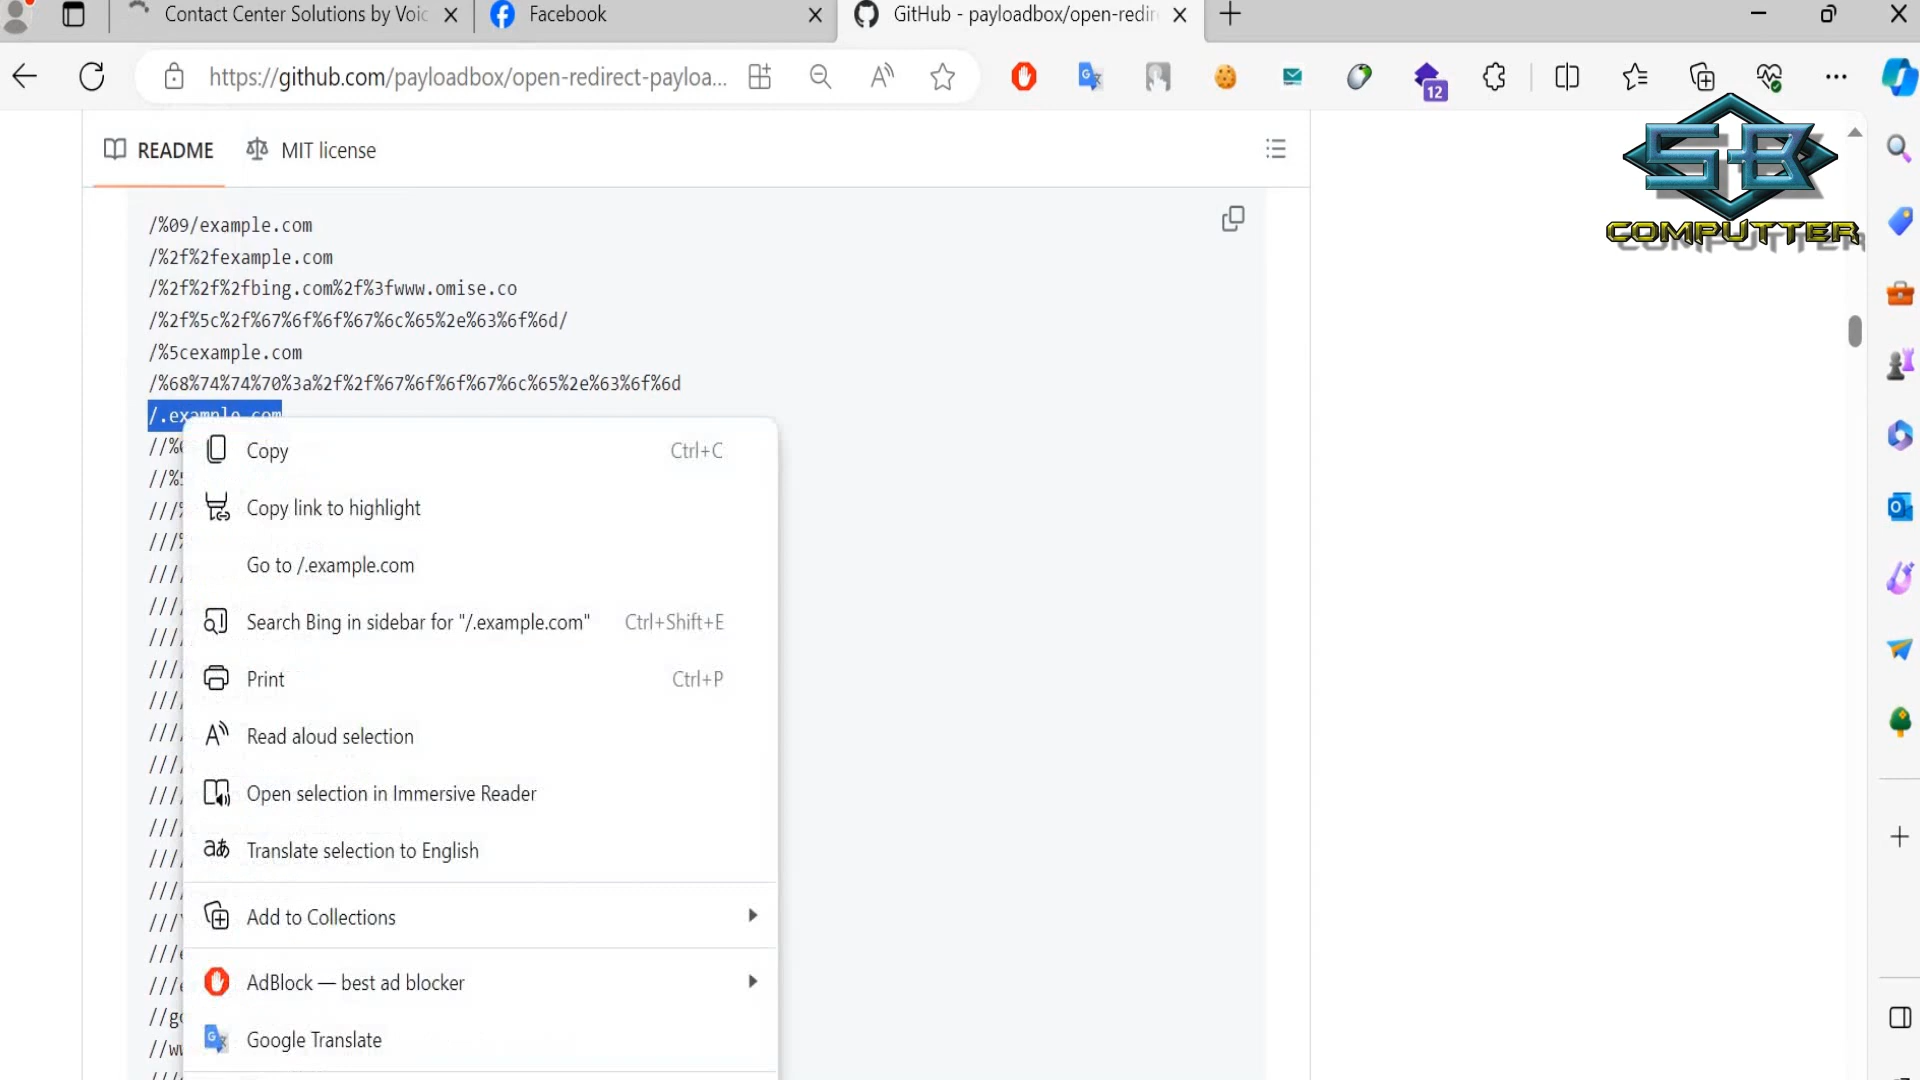 Contact Center Solutions by Voic
Facebook
GitHub - payloadbox/open-redir
https://github.com/payloadbox/open-redirect-payloa...
12
SB
COMPUTTER
README
MIT license
/%09/example.com
/%2f%2fexample.com
/%2f%2f%2fbing.com%2f%3fwww.omise.co
/%2f%5c%2f%67%6f%6f%67%6c%65%2e%63%6f%6d/
/%5cexample.com
/%68%74%74%70%3a%2f%2f%67%6f%6f%67%6c%65%2e%63%6f%6d
/.example.com
Copy Ctrl+C
Copy link to highlight
Go to /.example.com
Search Bing in sidebar for "/.example.com" Ctrl+Shift+E
Print Ctrl+P
Read aloud selection
Open selection in Immersive Reader
Translate selection to English
Add to Collections
AdBlock — best ad blocker
Google Translate